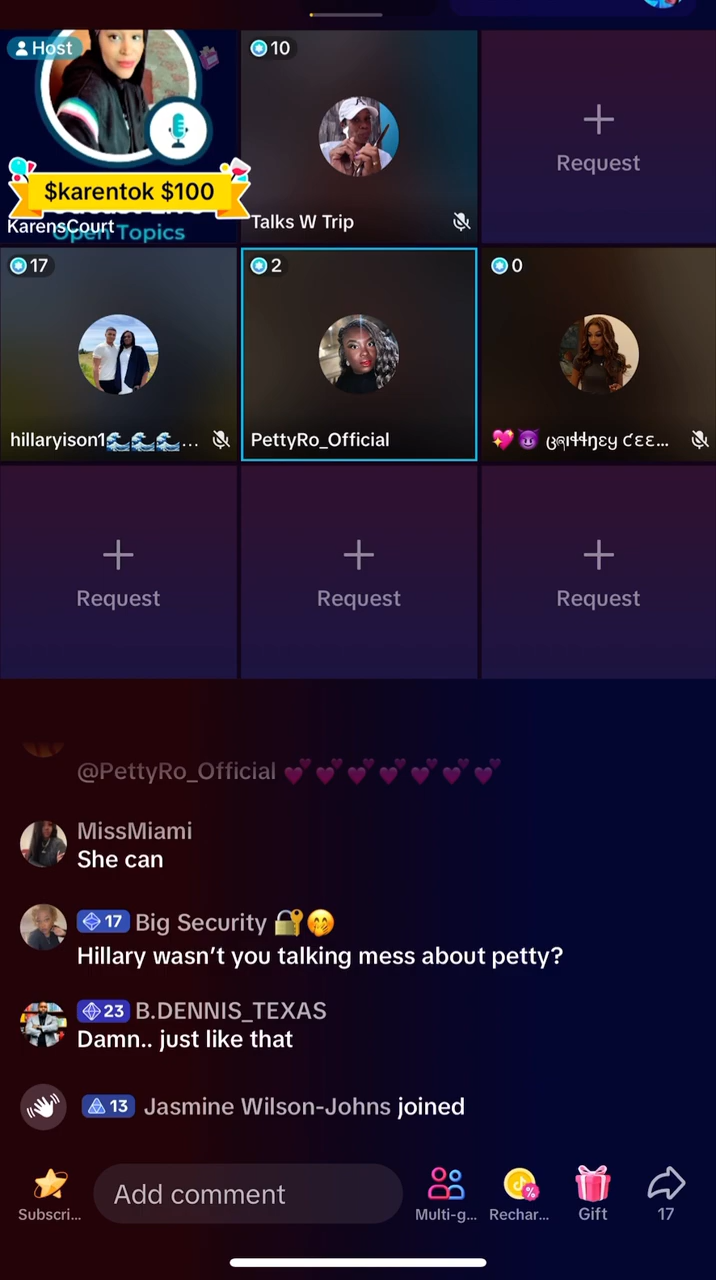 Host
$karentok $100
KarensCourt
Open Topics
10
Talks W Trip
Request
17
hillaryison1🌊🌊🌊...
2
PettyRo_Official
0
💖😈
Request
Request
Request
@PettyRo_Official 💕💕💕💕💕💕💕
MissMiami
She can
17 Big Security 🔐🤭
Hillary wasn’t you talking mess about petty?
23 B.DENNIS_TEXAS
Damn.. just like that
13 Jasmine Wilson-Johns joined
Add comment
Subscri...
Multi-g...
Rechar...
Gift
17